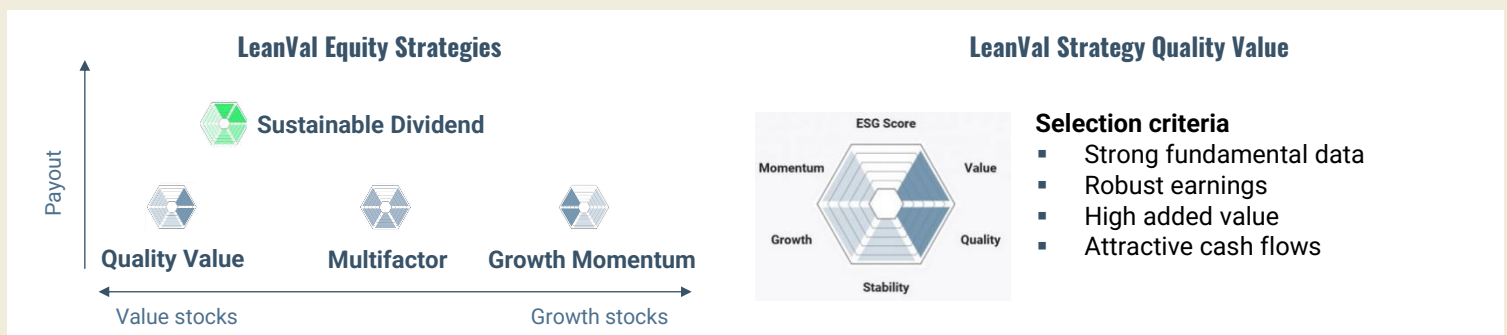 LeanVal Equity Strategies
Payout
Sustainable Dividend
Quality Value
Multifactor
Growth Momentum
Value stocks
Growth stocks
LeanVal Strategy Quality Value
ESG Score
Momentum
Value
Growth
Quality
Stability
Selection criteria
▪ Strong fundamental data
▪ Robust earnings
▪ High added value
▪ Attractive cash flows